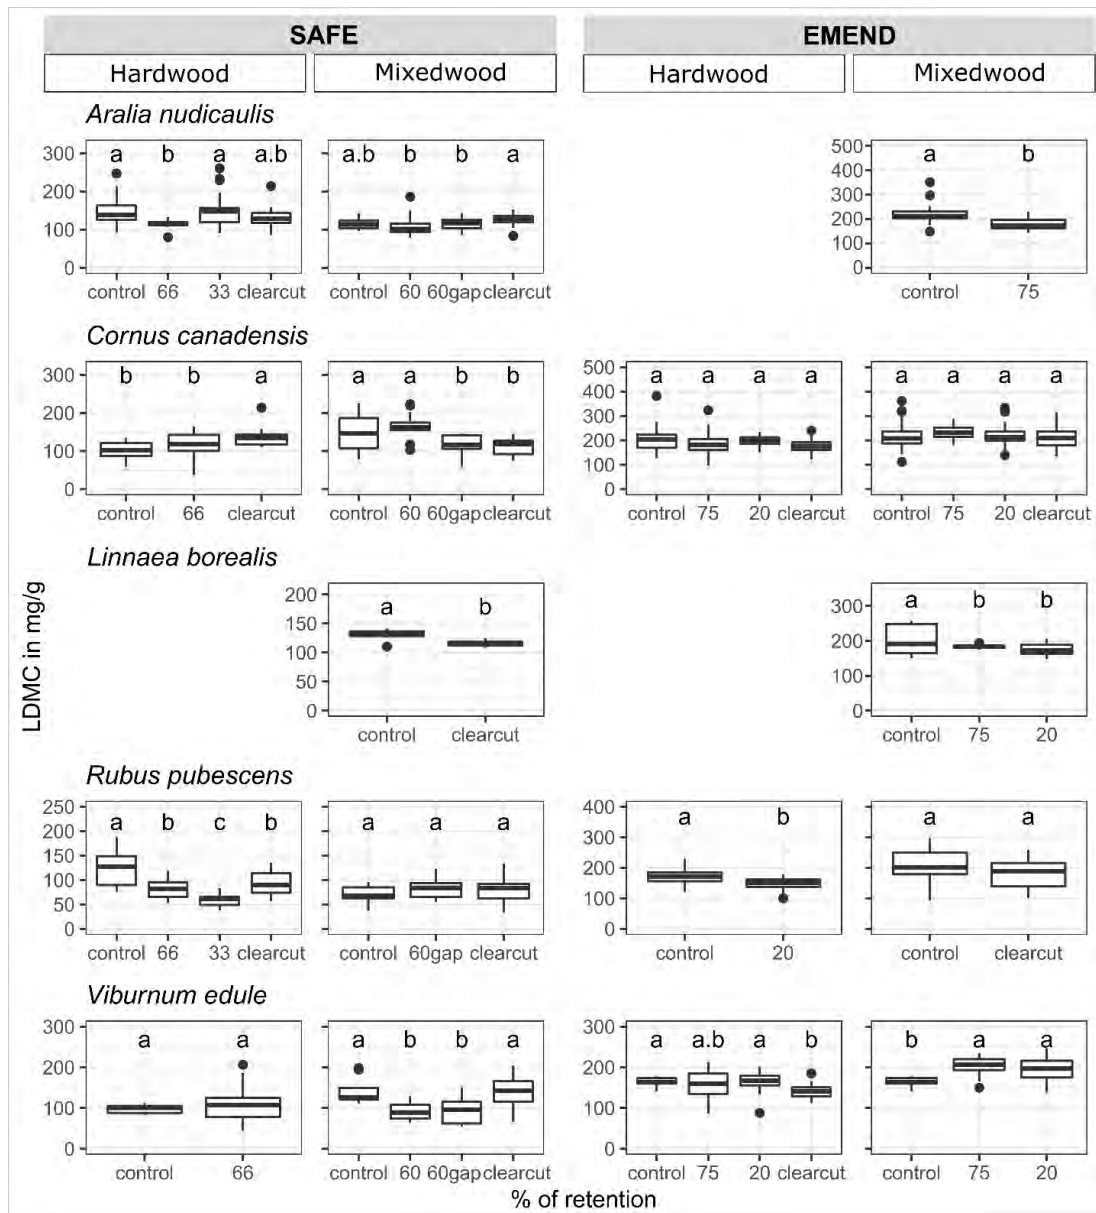 SAFE EMEND
Hardwood Mixedwood Hardwood Mixedwood
Aralia nudicaulis
300 a b a a.b a.b b b a 500 a b
400
200 300
100 200
100
0 0
control 66 33 clearcut control 60 60gap clearcut control 75
Cornus canadensis
300 b b a a a b b 500 a a a a a a a a
400
200 300
100 200
100
0 0
control 66 clearcut control 60 60gap clearcut control 75 20 clearcut control 75 20 clearcut
Linnaea borealis
200 a b 300 a b b
150 200
100
50 100
0 0
control clearcut control 75 20
LDMC in mg/g
Rubus pubescens
250 a b c b a a a 400 a b a a
200 300
150
100 200
50 100
0 0
control 66 33 clearcut control 60gap clearcut control 20 control clearcut
Viburnum edule
300 a a a b b a 300 a a.b a b b a a
200 200
100 100
0 0
control 66 control 60 60gap clearcut control 75 20 clearcut control 75 20
% of retention